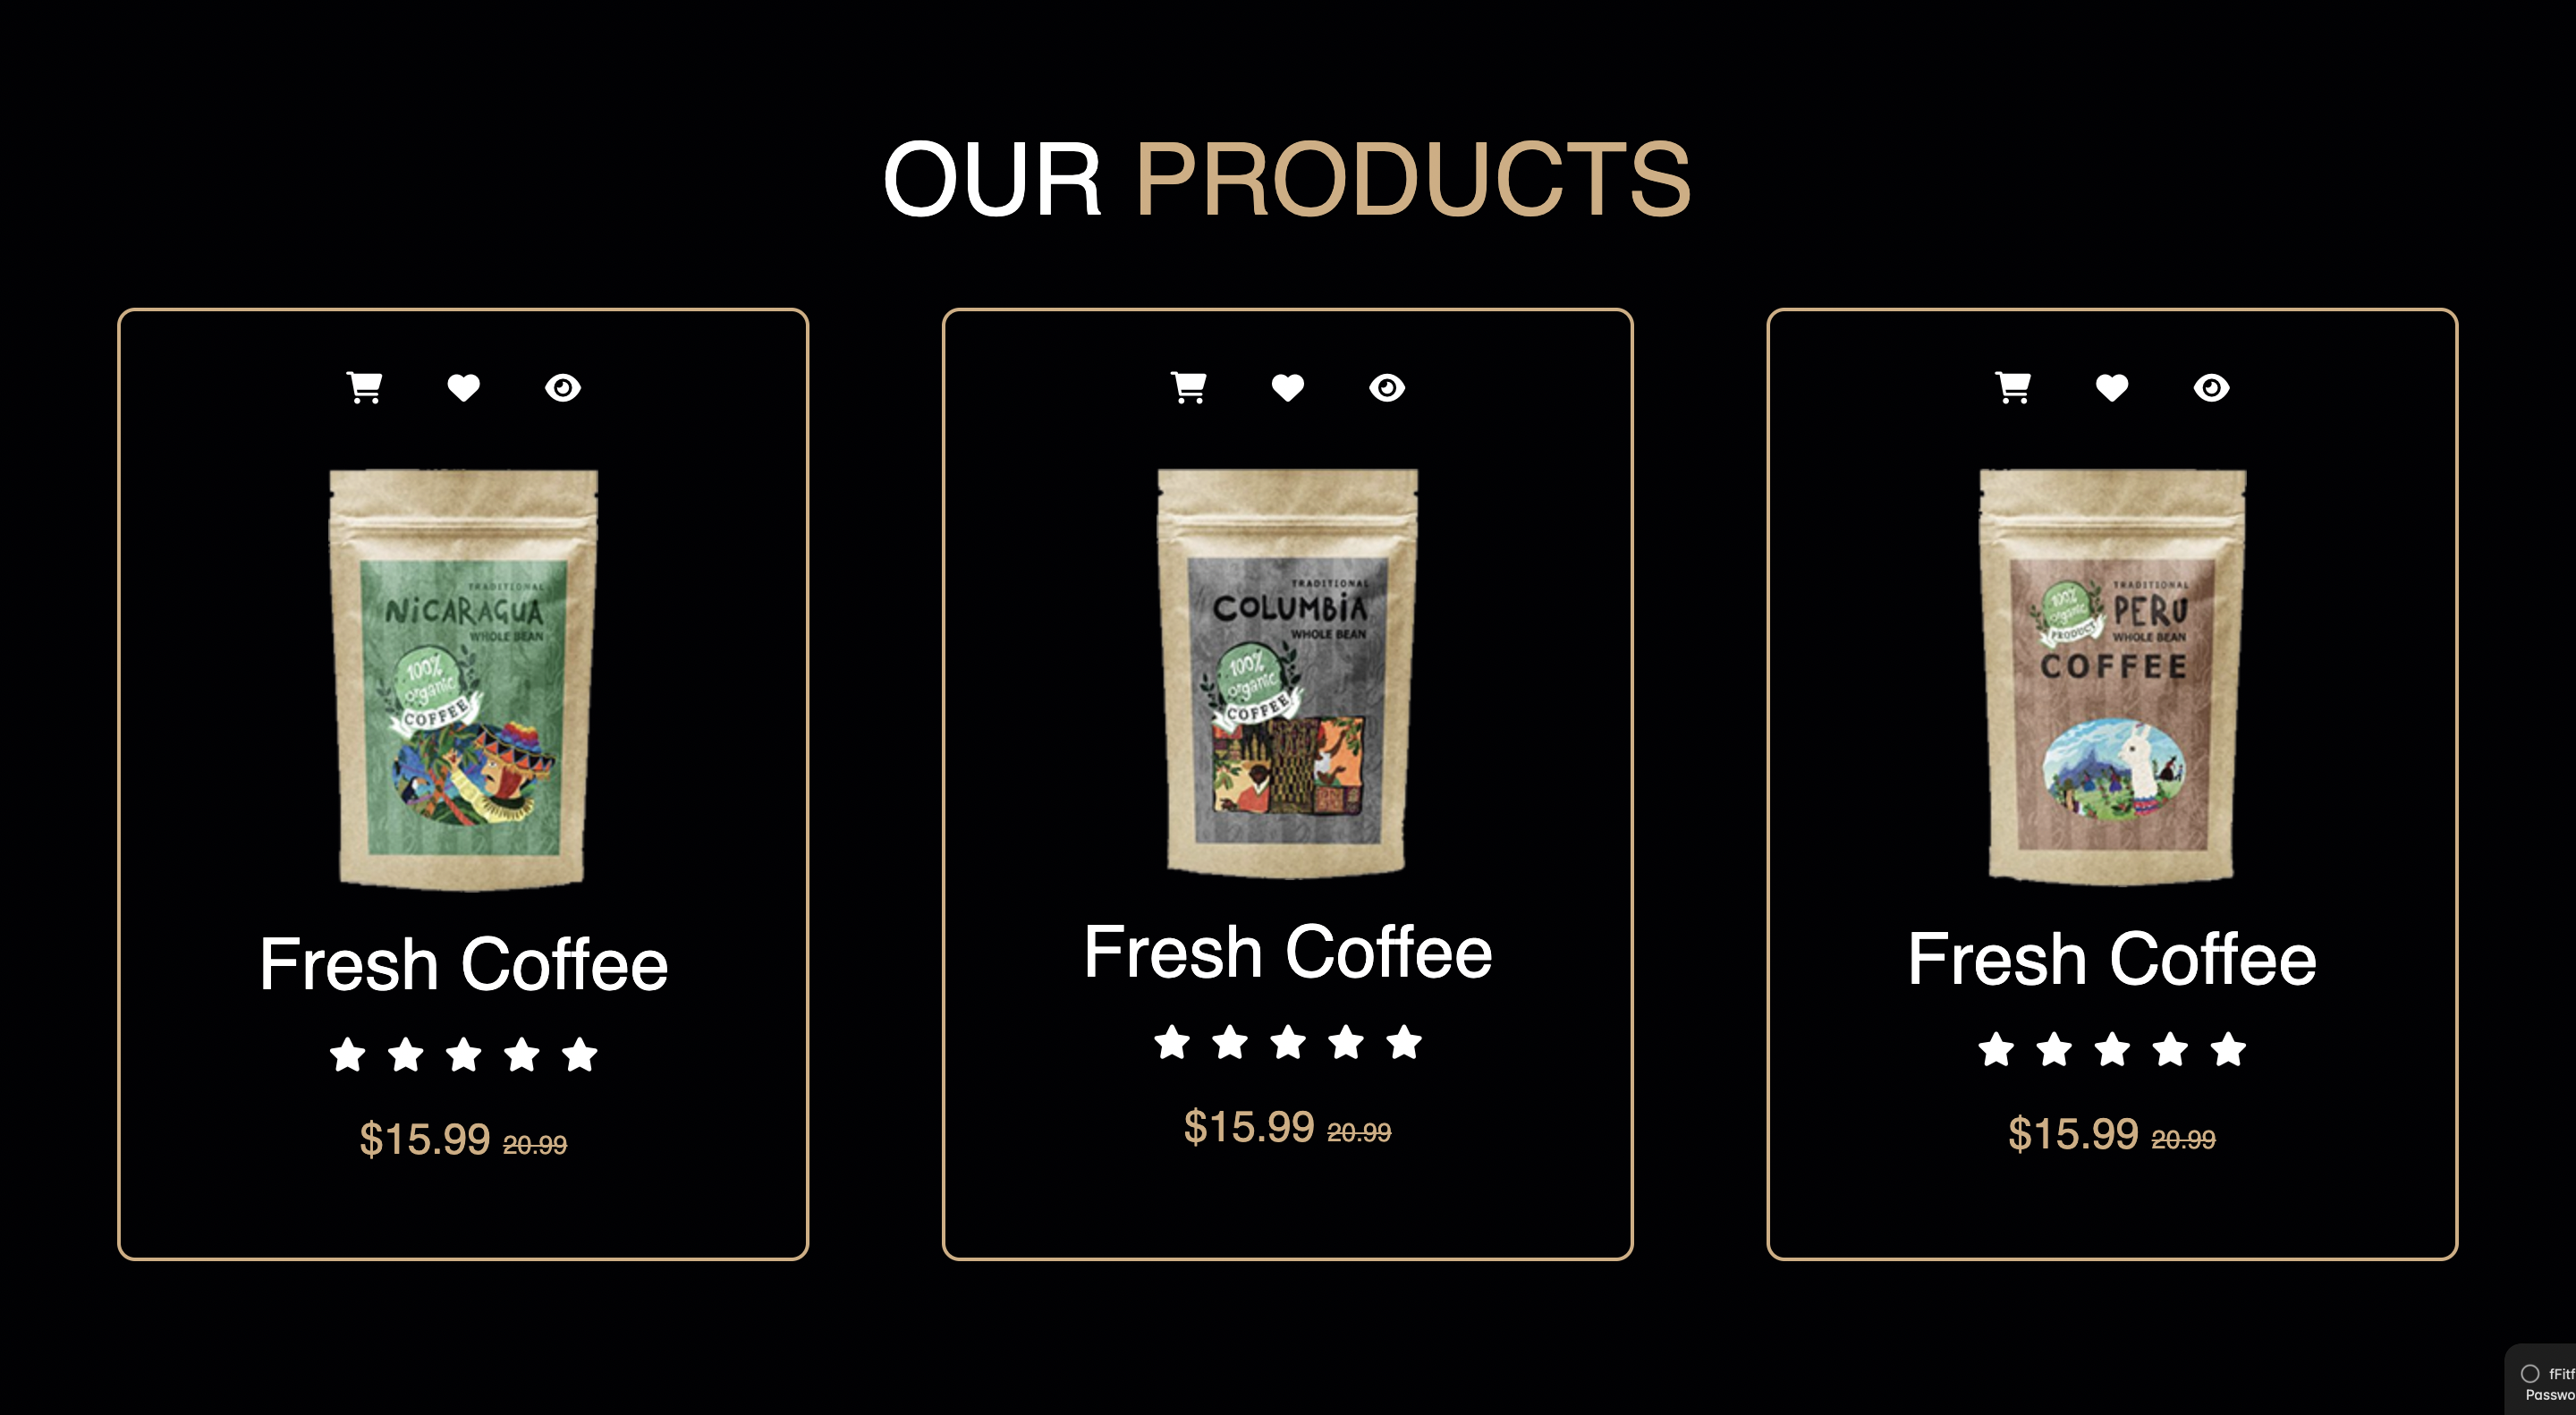 OUR PRODUCTS
TRADITIONAL
NiCARAGUA
WHOLE BEAN
100%
organic
COFFEE
Fresh Coffee
$15.99 20.99
TRADITIONAL
COLUMBiA
WHOLE BEAN
100%
organic
COFFEE
Fresh Coffee
$15.99 20.99
100%
organic
PRODUCT
TRADITIONAL
PERU
WHOLE BEAN
COFFEE
Fresh Coffee
$15.99 20.99